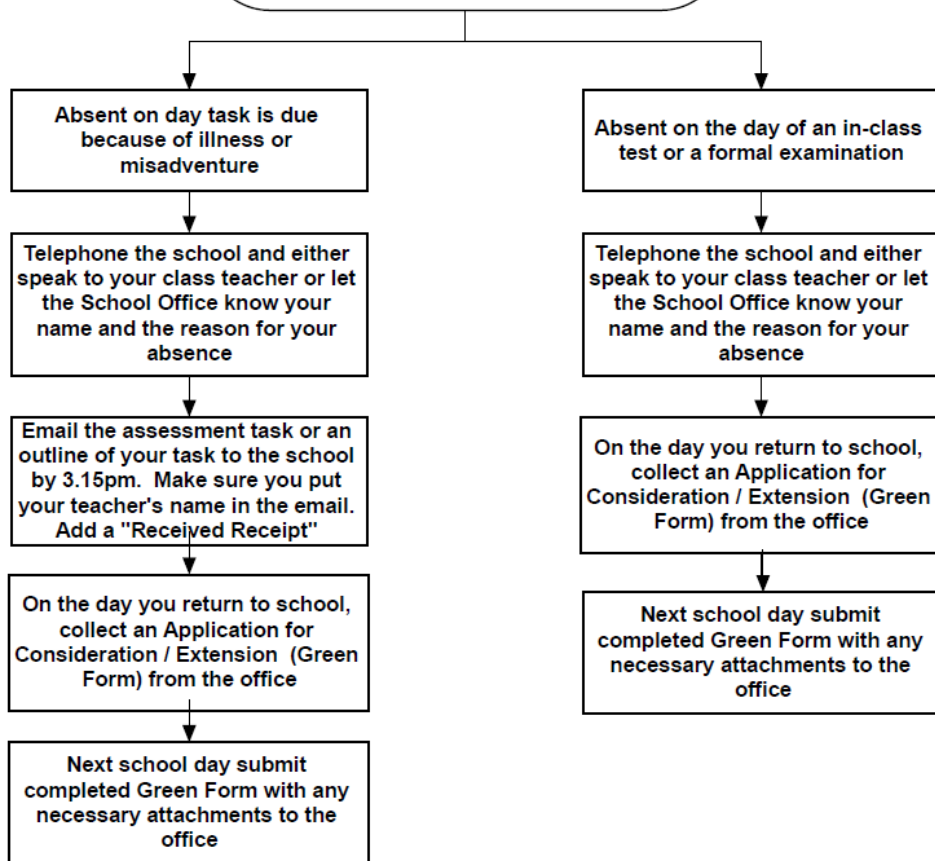 Absent on day task is due
because of illness or
misadventure
Telephone the school and either
speak to your class teacher or let
the School Office know your
name and the reason for your
absence
Email the assessment task or an
outline of your task to the school
by 3.15pm.  Make sure you put
your teacher's name in the email.
Add a "Received Receipt"
On the day you return to school,
collect an Application for
Consideration / Extension  (Green
Form) from the office
Next school day submit
completed Green Form with any
necessary attachments to the
office
Absent on the day of an in-class
test or a formal examination
Telephone the school and either
speak to your class teacher or let
the School Office know your
name and the reason for your
absence
On the day you return to school,
collect an Application for
Consideration / Extension  (Green
Form) from the office
Next school day submit
completed Green Form with any
necessary attachments to the
office